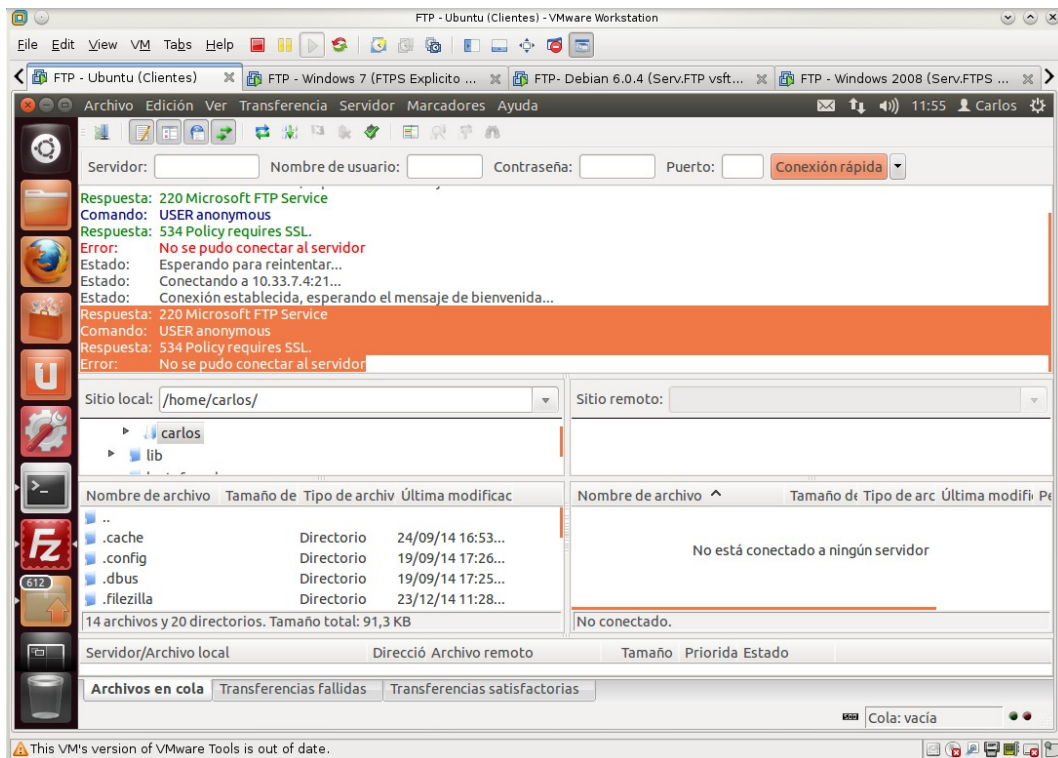 FTP - Ubuntu (Clientes) - VMware Workstation
File Edit View VM Tabs Help
FTP - Ubuntu (Clientes) FTP - Windows 7 (FTPS Explicito ... FTP- Debian 6.0.4 (Serv.FTP vsft... FTP - Windows 2008 (Serv.FTPS ...
Archivo Edición Ver Transferencia Servidor Marcadores Ayuda 11:55 Carlos
Servidor: Nombre de usuario: Contraseña: Puerto: Conexión rápida
Respuesta: 220 Microsoft FTP Service
Comando: USER anonymous
Respuesta: 534 Policy requires SSL.
Error: No se pudo conectar al servidor
Estado: Esperando para reintentar...
Estado: Conectando a 10.33.7.4:21...
Estado: Conexión establecida, esperando el mensaje de bienvenida...
Respuesta: 220 Microsoft FTP Service
Comando: USER anonymous
Respuesta: 534 Policy requires SSL.
Error: No se pudo conectar al servidor
Sitio local: /home/carlos/ Sitio remoto:
carlos
lib
Nombre de archivo Tamaño de Tipo de archiv Última modificac Nombre de archivo Tamaño de Tipo de arc Última modifi Pe
..
.cache Directorio 24/09/14 16:53...
.config Directorio 19/09/14 17:26...
.dbus Directorio 19/09/14 17:25...
.filezilla Directorio 23/12/14 11:28...
No está conectado a ningún servidor
612
14 archivos y 20 directorios. Tamaño total: 91,3 KB No conectado.
Servidor/Archivo local Direcció Archivo remoto Tamaño Priorida Estado
Archivos en cola Transferencias fallidas Transferencias satisfactorias
Cola: vacía
This VM's version of VMware Tools is out of date.